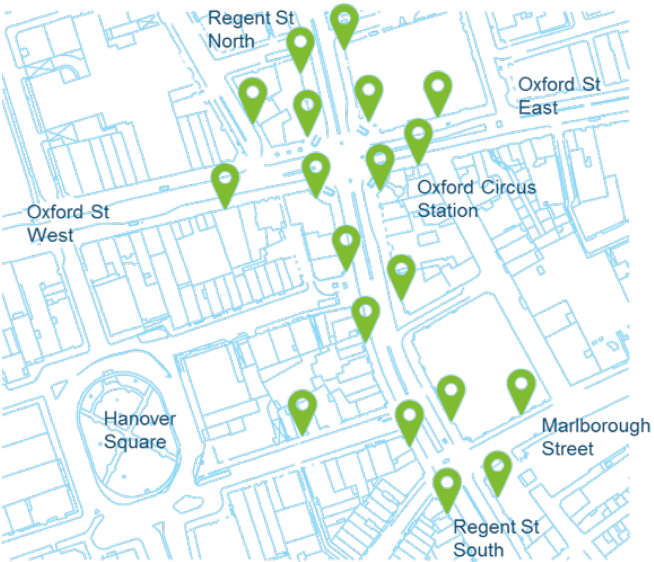 Regent St
North
Oxford St
East
Oxford Circus
Station
Oxford St
West
Hanover
Square
Marlborough
Street
Regent St
South